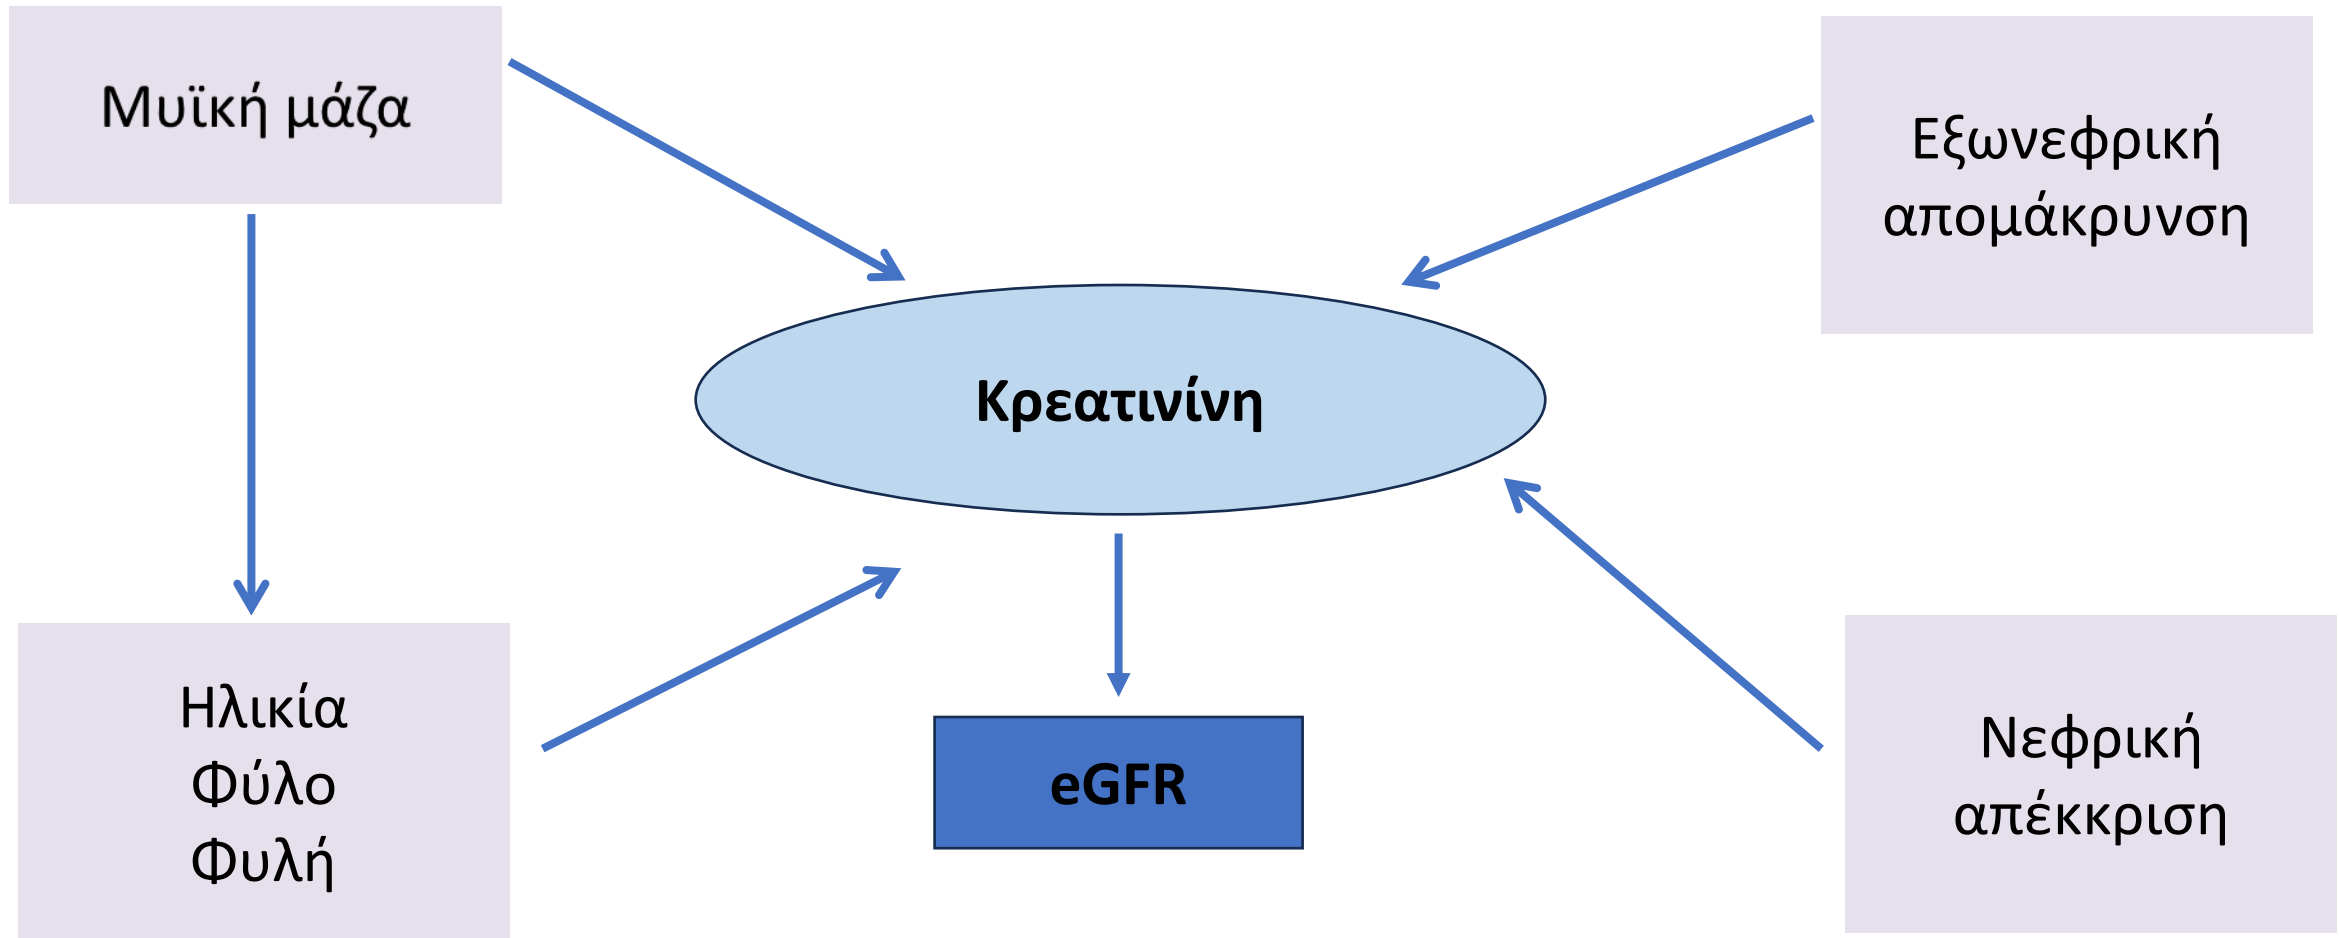 Μυϊκή μάζα
Εξωνεφρική
απομάκρυνση
Κρεατινίνη
Ηλικία
Φύλο
Φυλή
eGFR
Νεφρική
απέκκριση